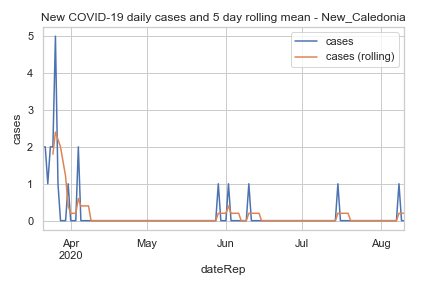 New COVID-19 daily cases and 5 day rolling mean - New_Caledonia
cases
cases (rolling)
5
4
3
2
1
0
cases
Apr
2020
May
Jun
Jul
Aug
dateRep